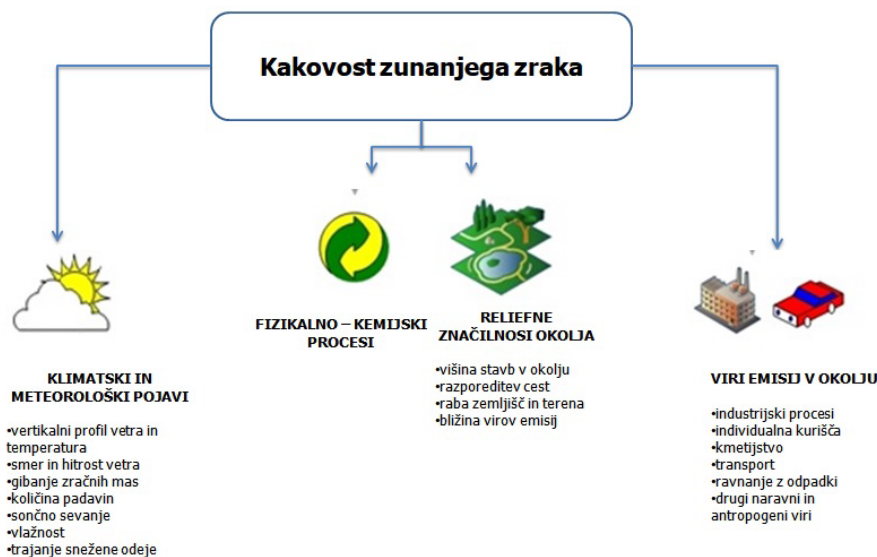 Kakovost zunanjega zraka
KLIMATSKI IN
METEOROLOŠKI POJAVI
•vertikalni profil vetra in
temperatura
•smer in hitrost vetra
•gibanje zračnih mas
•količina padavin
•sončno sevanje
•vlažnost
•trajanje snežene odeje
FIZIKALNO – KEMIJSKI
PROCESI
RELIEFNE
ZNAČILNOSI OKOLJA
•višina stavb v okolju
•razporeditev cest
•raba zemljišč in terena
•bližina virov emisij
VIRI EMISIJ V OKOLJU
•industrijski procesi
•individualna kurišča
•kmetijstvo
•transport
•ravnanje z odpadki
•drugi naravni in
antropogeni viri